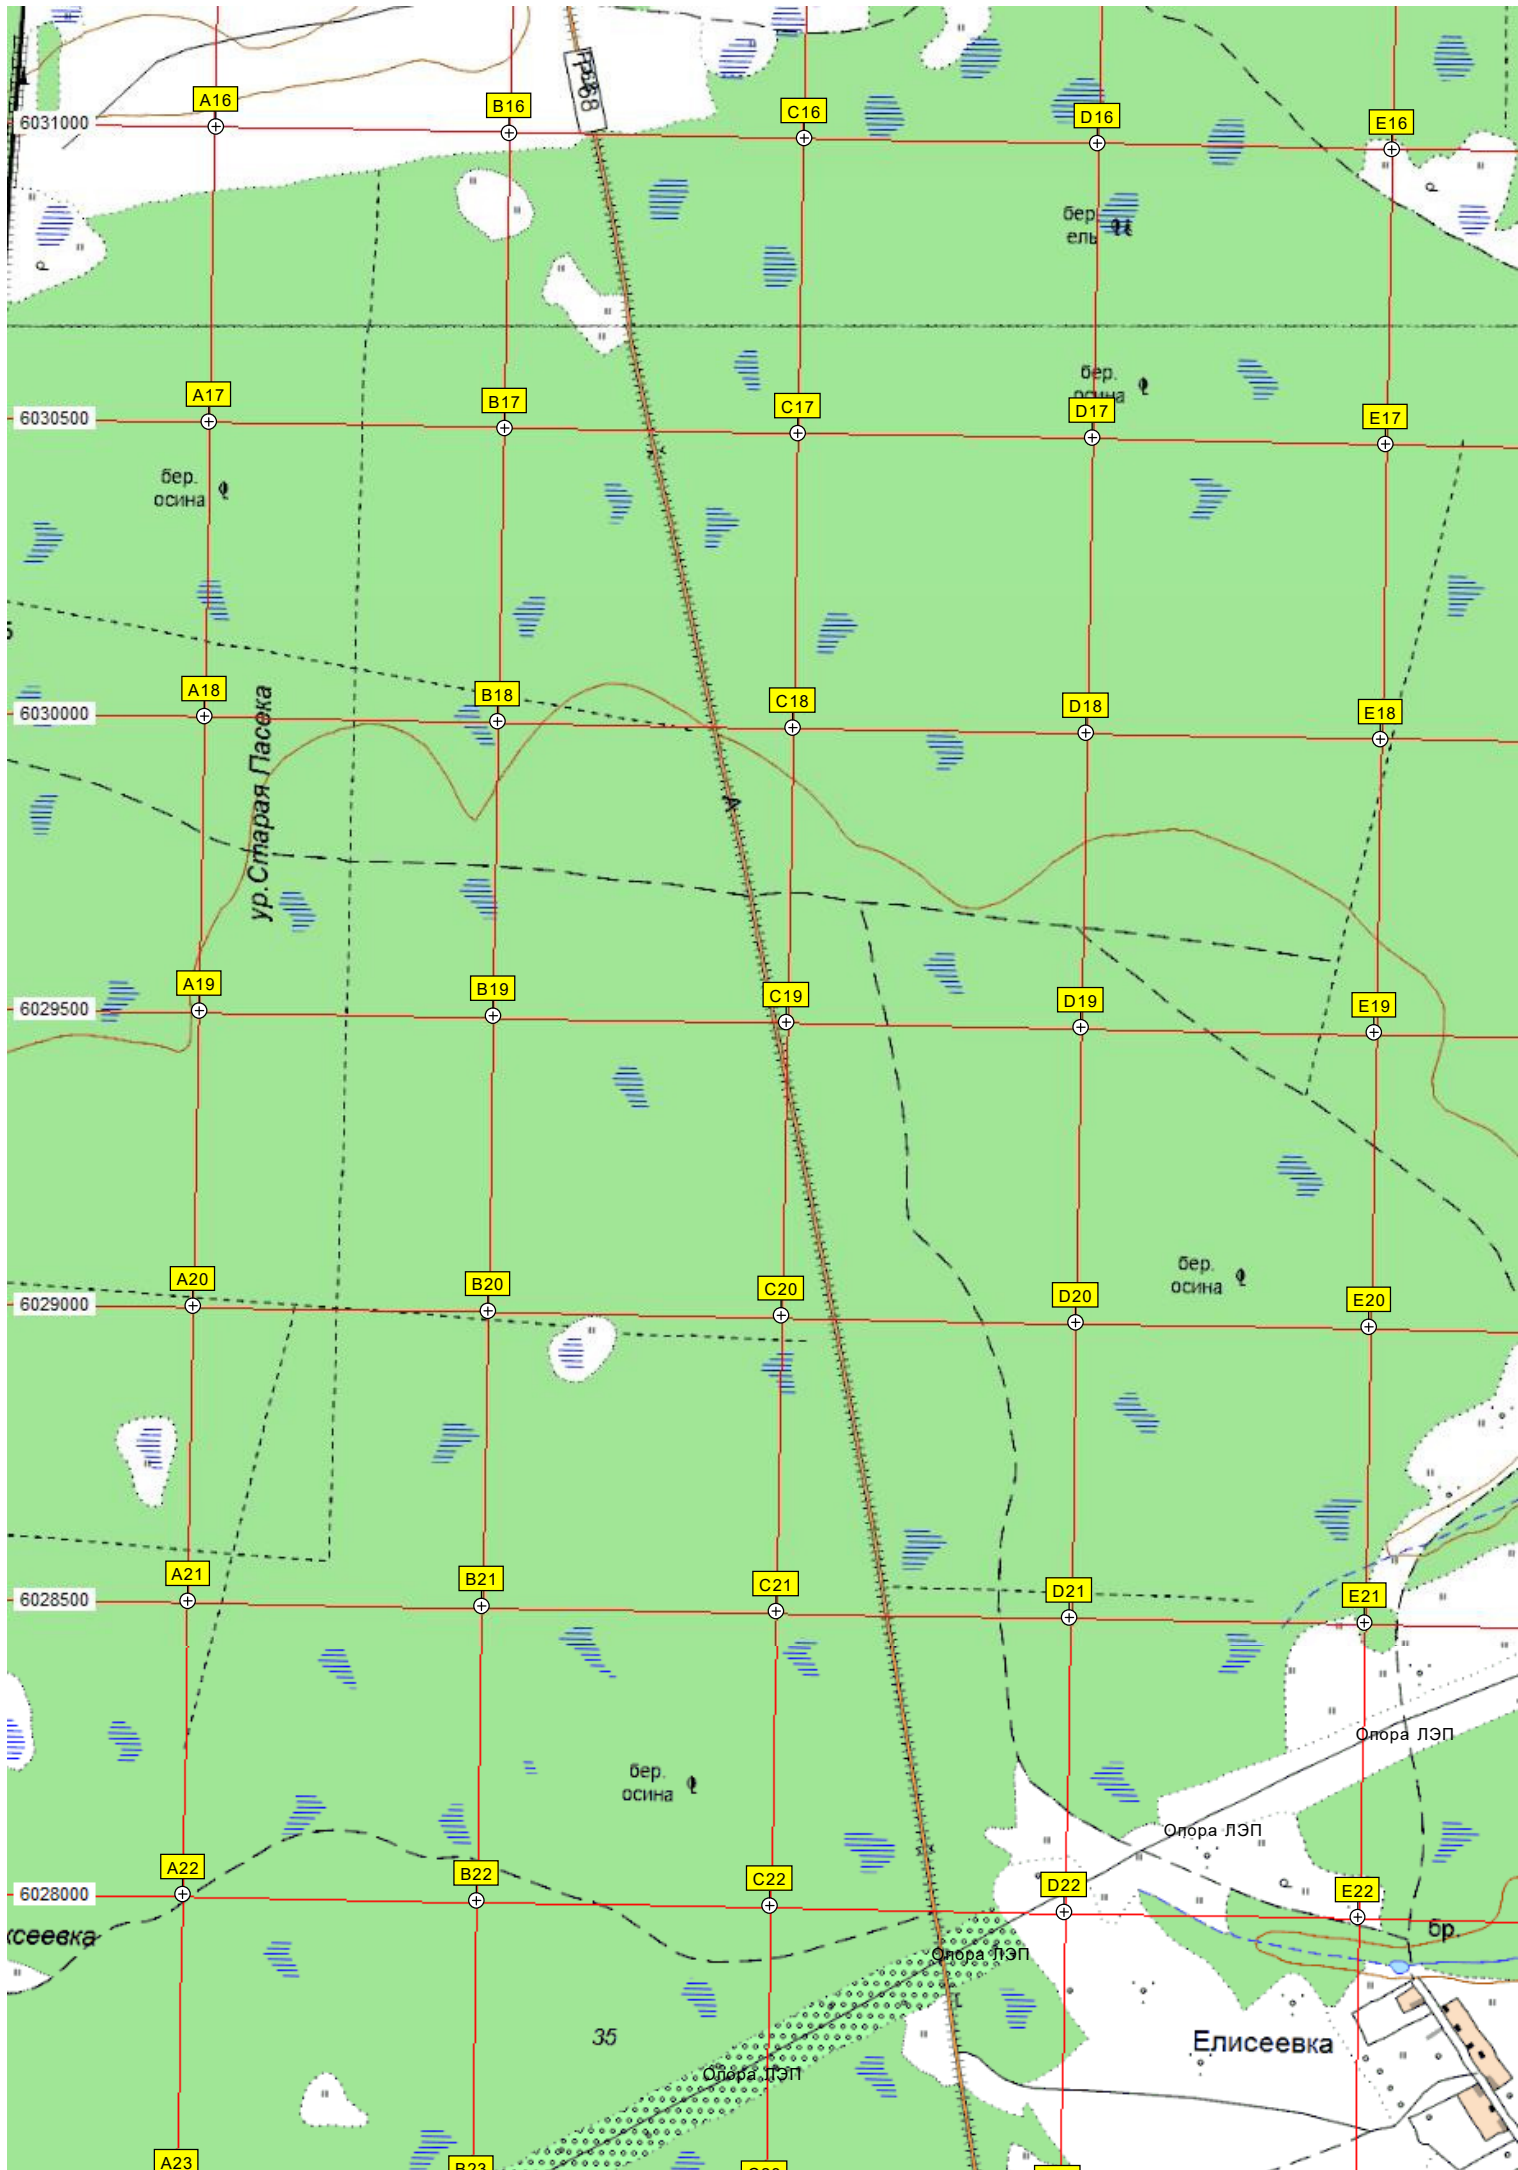 A16
B16
C16
D16
E16
6031000
бер.
ель
A17
B17
C17
D17
E17
6030500
бер.
осина
бер.
осина
A18
B18
C18
D18
E18
6030000
ур.Старая Пасека
A
A19
B19
C19
D19
E19
6029500
бер.
осина
A20
B20
C20
D20
E20
6029000
A21
B21
C21
D21
E21
6028500
Опора ЛЭП
бер.
осина
Опора ЛЭП
A22
B22
C22
D22
E22
6028000
ксеевка
бр.
Опора ЛЭП
35
Елисеевка
Опора ЛЭП
A23
B23